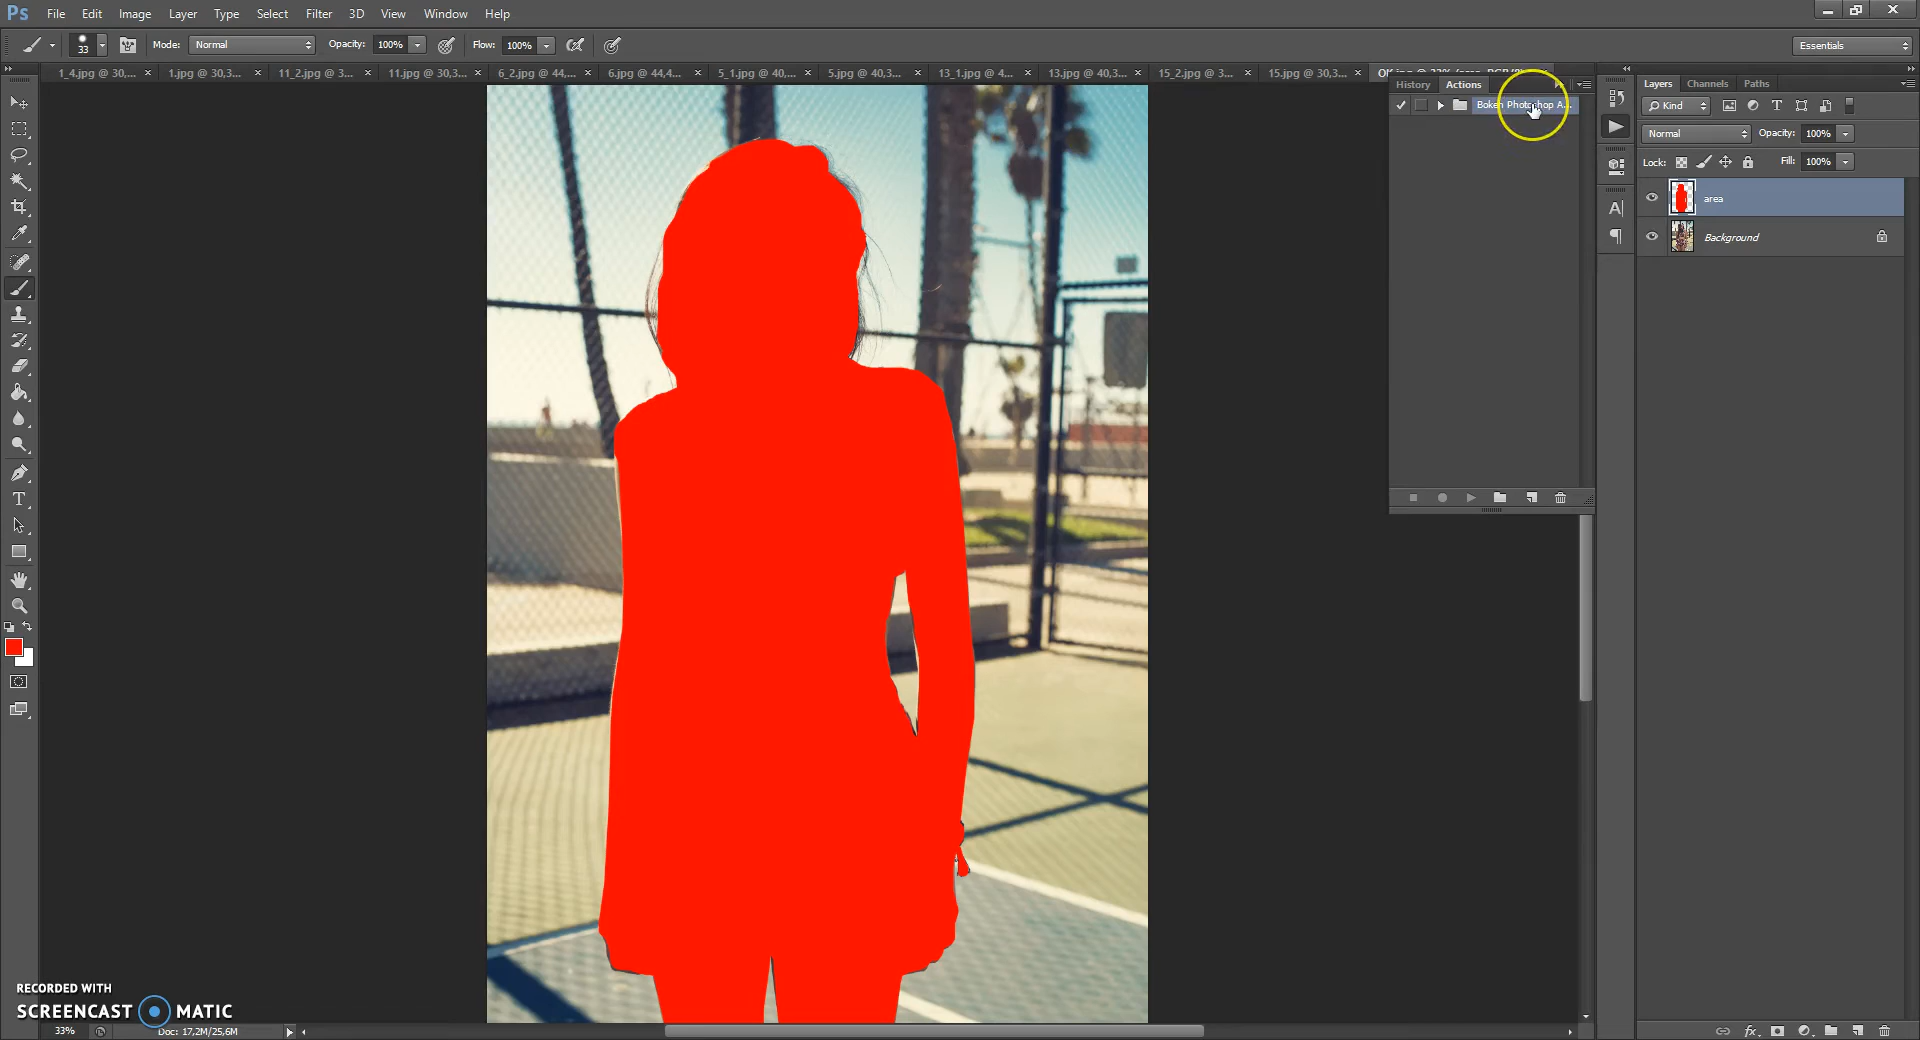 Ps File Edit Image Layer Type Select Filter 3D View Window Help
33 Mode: Normal Opacity: 100% Flow: 100% Essentials
1_4.jpg @ 30,... × 1.jpg @ 30,3... × 11_2.jpg @ 3... × 11.jpg @ 30,3... × 6_2.jpg @ 44,... × 6.jpg @ 44,4... × 5_1.jpg @ 40,... × 5.jpg @ 40,3... × 13_1.jpg @ 4... × 13.jpg @ 40,3... × 15_2.jpg @ 3... × 15.jpg @ 30,3... ×
History Actions
Layers Channels Paths
Kind
Normal Opacity: 100%
Lock: Fill: 100%
area
Background
RECORDED WITH
SCREENCAST MATIC
33% Doc: 17,2M/25,6M